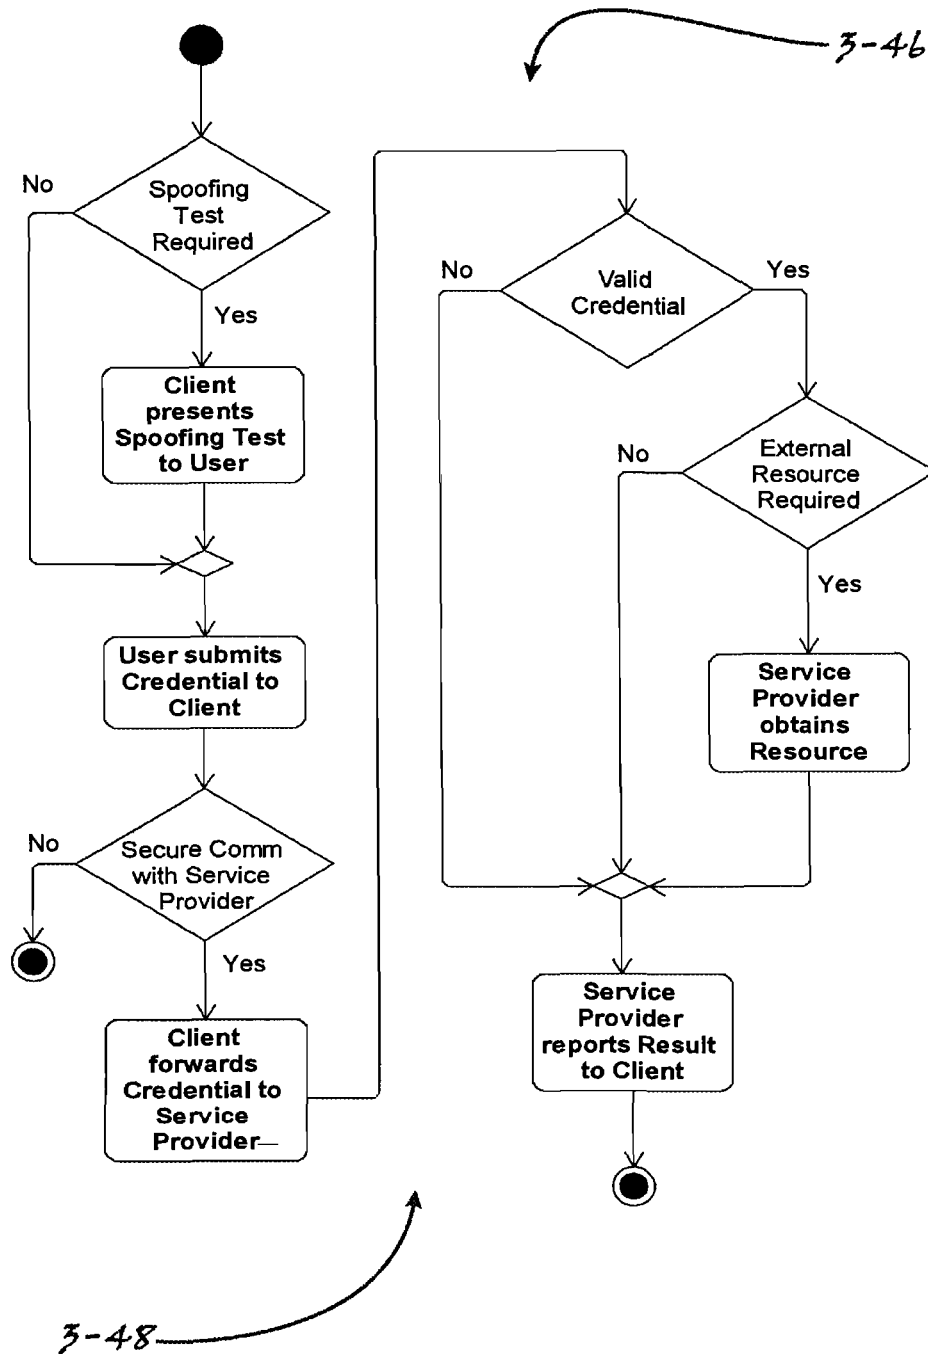 3-46
No
Spoofing
Test
Required
Yes
Client
presents
Spoofing Test
to User
User submits
Credential to
Client
No
Secure Comm
with Service
Provider
Yes
Client
forwards
Credential to
Service
Provider
No
Valid
Credential
Yes
No
External
Resource
Required
Yes
Service
Provider
obtains
Resource
Service
Provider
reports Result
to Client
3-48